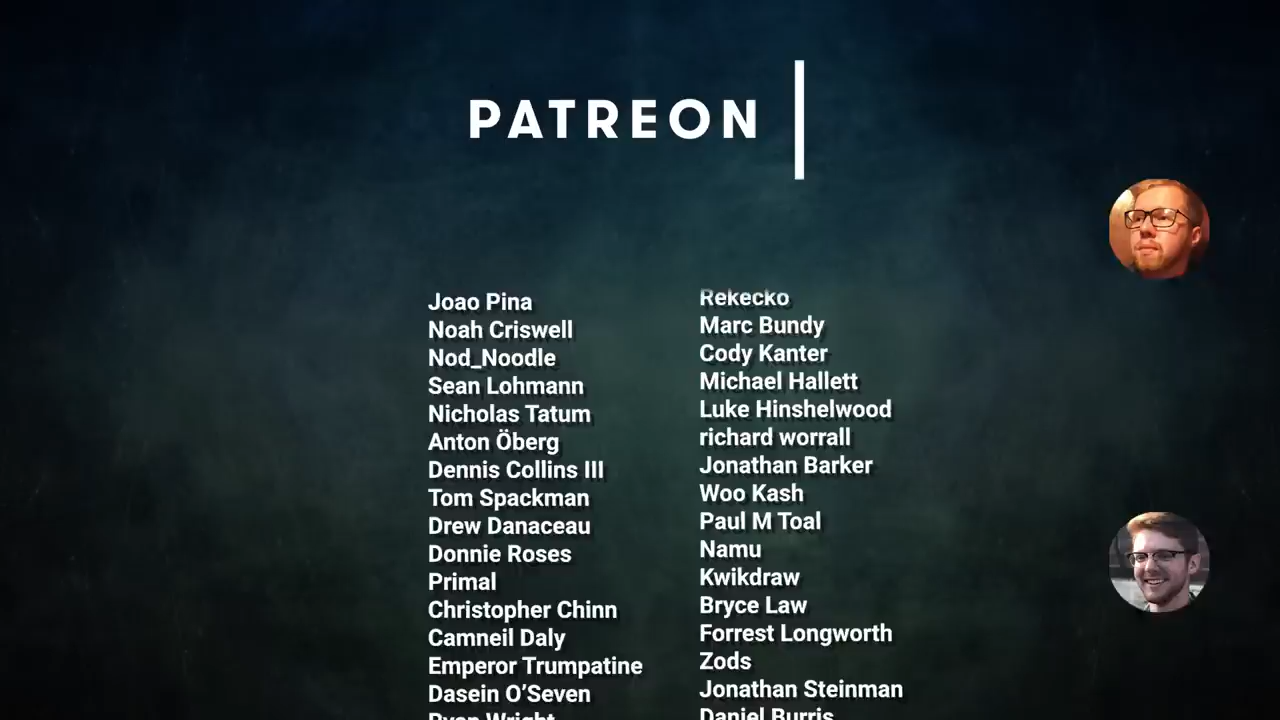 PATREON
Joao Pina
Noah Criswell
Nod_Noodle
Sean Lohmann
Nicholas Tatum
Anton Öberg
Dennis Collins III
Tom Spackman
Drew Danaceau
Donnie Roses
Primal
Christopher Chinn
Camneil Daly
Emperor Trumpatine
Dasein O’Seven
Ryan Wright
Rekecko
Marc Bundy
Cody Kanter
Michael Hallett
Luke Hinshelwood
richard worrall
Jonathan Barker
Woo Kash
Paul M Toal
Namu
Kwikdraw
Bryce Law
Forrest Longworth
Zods
Jonathan Steinman
Daniel Burris